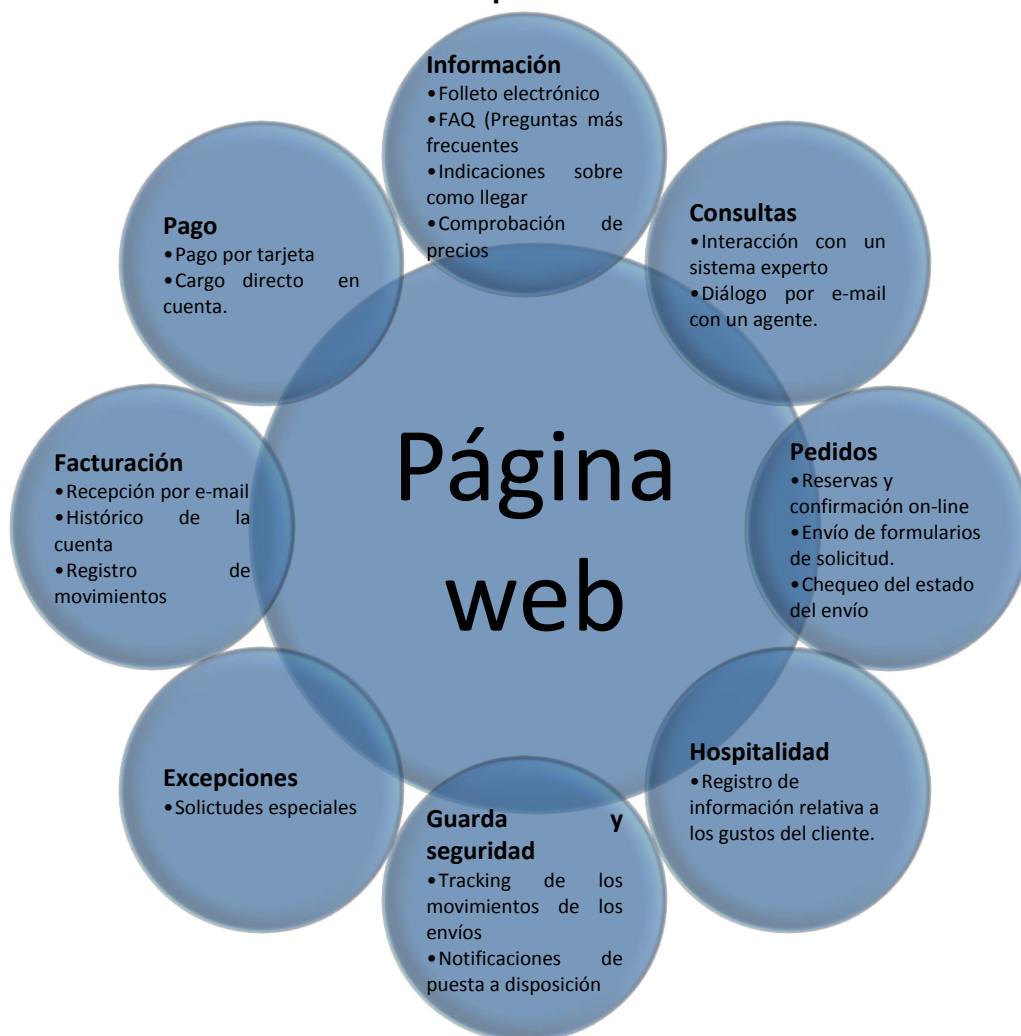 Información
•Folleto electrónico
•FAQ (Preguntas más
frecuentes
•Indicaciones sobre
como llegar
•Comprobación de
precios
Consultas
•Interacción con un
sistema experto
•Diálogo por e-mail
con un agente.
Pedidos
•Reservas y
confirmación on-line
•Envío de formularios
de solicitud.
•Chequeo del estado
del envío
Hospitalidad
•Registro de
información relativa a
los gustos del cliente.
Guarda y
seguridad
•Tracking de los
movimientos de los
envíos
•Notificaciones de
puesta a disposición
Excepciones
•Solictudes especiales
Facturación
•Recepción por e-mail
•Histórico de la
cuenta
•Registro de
movimientos
Pago
•Pago por tarjeta
•Cargo directo en
cuenta.
Página
web